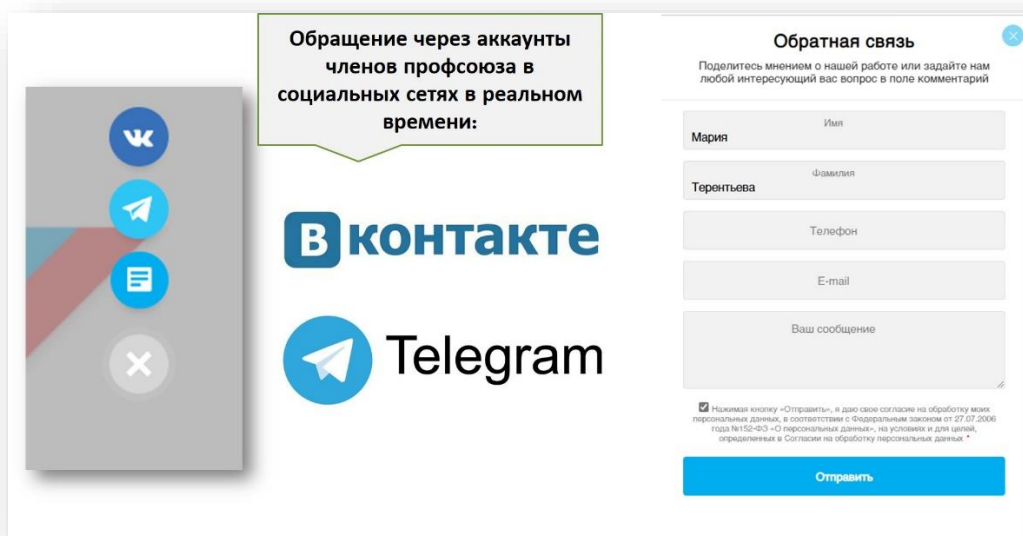 Обращение через аккаунты
членов профсоюза в
социальных сетях в реальном
времени:
В контакте
Telegram
Обратная связь
Поделитесь мнением о нашей работе или задайте нам
любой интересующий вас вопрос в поле комментарий
Имя
Мария
Фамилия
Терентьева
Телефон
E-mail
Ваш сообщение
Нажимая кнопку «Отправить», я даю свое согласие на обработку моих
персональных данных, в соответствии с Федеральным законом от 27.07.2006
года №152-ФЗ «О персональных данных», на условиях и для целей,
определенных в Согласии на обработку персональных данных *
Отправить